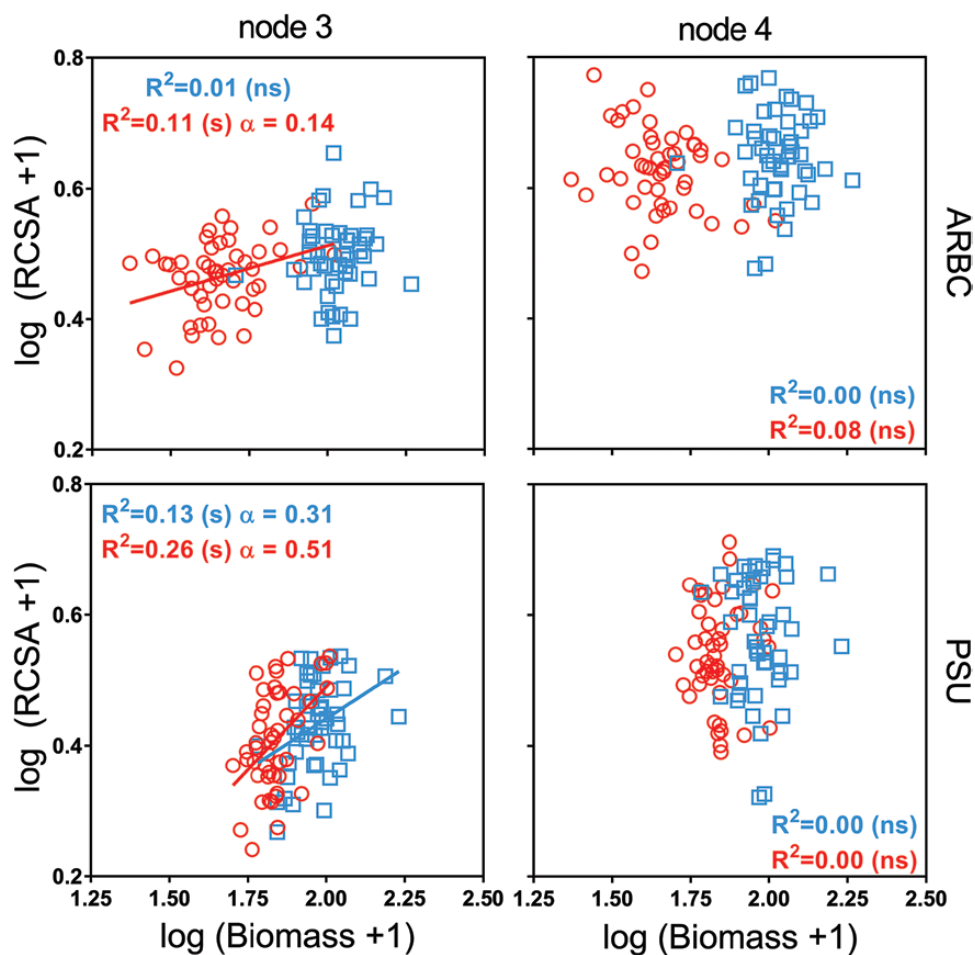 node 3
node 4
0.8
0.6
0.4
0.2
log (RCSA +1)
R²=0.01 (ns)
R²=0.11 (s) α = 0.14
R²=0.00 (ns)
R²=0.08 (ns)
ARBC
0.8
0.6
0.4
0.2
log (RCSA +1)
R²=0.13 (s) α = 0.31
R²=0.26 (s) α = 0.51
R²=0.00 (ns)
R²=0.00 (ns)
PSU
1.25 1.50 1.75 2.00 2.25 2.50
1.25 1.50 1.75 2.00 2.25 2.50
log (Biomass +1)
log (Biomass +1)